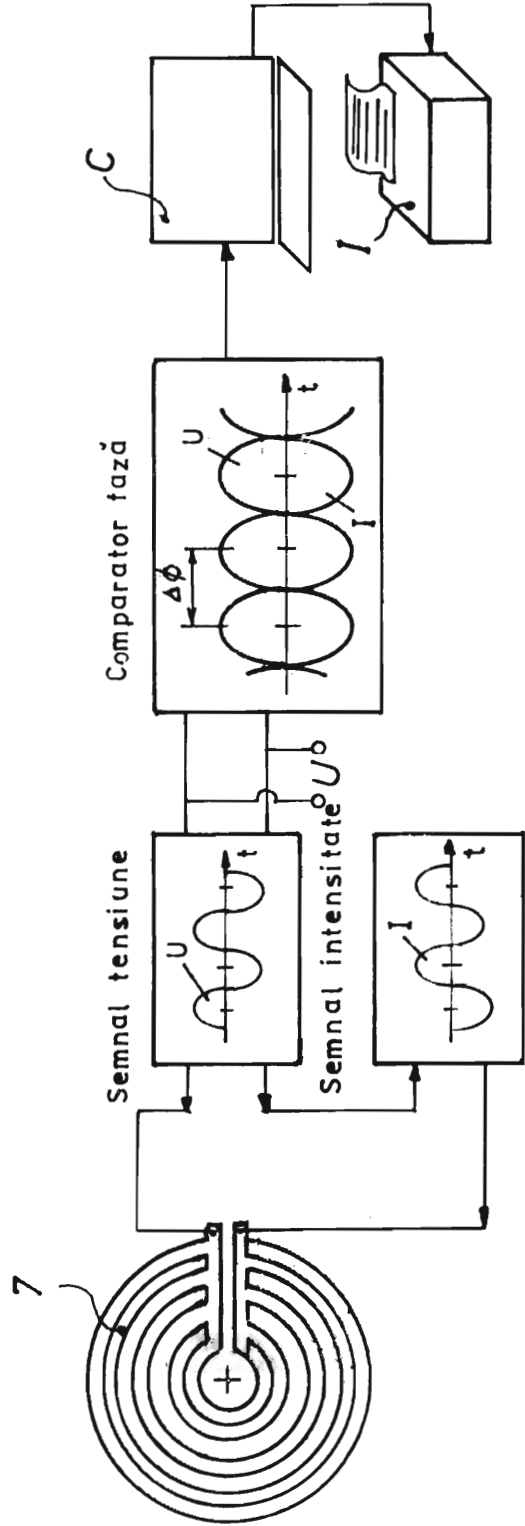 7
Semnal tensiune
U
t
Semnal intensitate
I
t
U
Comparator fază
Δϕ
U
I
t
C
I